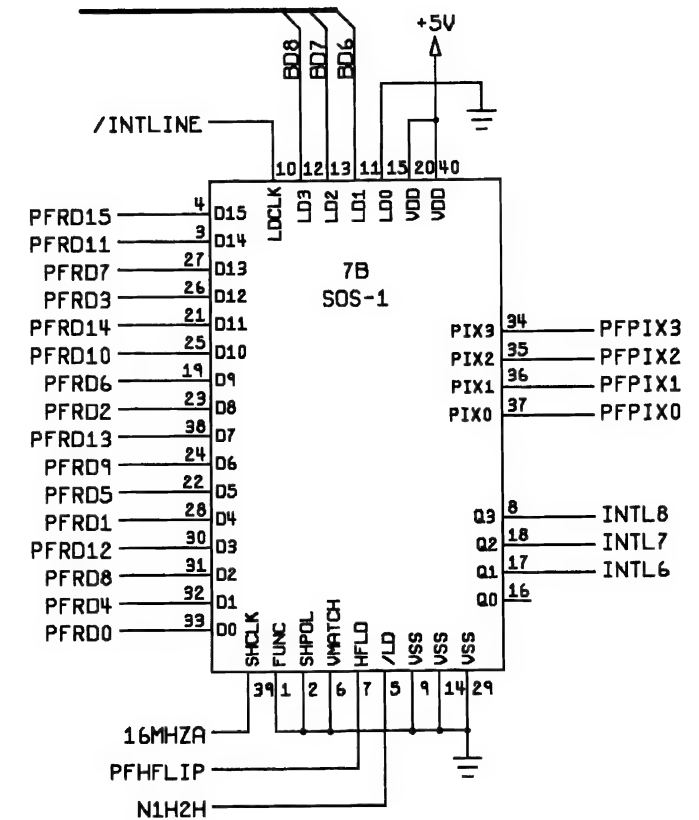 +5V
BD8 BD7 BD6
/INTLINE
10 12 13 11 15 20 40
LDCLK LD3 LD2 LD1 LD0 VDD VDD
7B
SOS-1
PFRD15 4 D15
PFRD11 3 D14
PFRD7 27 D13
PFRD3 26 D12
PFRD14 21 D11
PFRD10 25 D10
PFRD6 19 D9
PFRD2 23 D8
PFRD13 38 D7
PFRD9 24 D6
PFRD5 22 D5
PFRD1 28 D4
PFRD12 30 D3
PFRD8 31 D2
PFRD4 32 D1
PFRD0 33 D0
PIX3 34 PFPIX3
PIX2 35 PFPIX2
PIX1 36 PFPIX1
PIX0 37 PFPIX0
Q3 8 INTL8
Q2 18 INTL7
Q1 17 INTL6
Q0 16
SHCLK FUNC SHPOL VMATCH HFLD /LD VSS VSS VSS
39 1 2 6 7 5 9 14 29
16MHZA
PFHFLIP
N1H2H